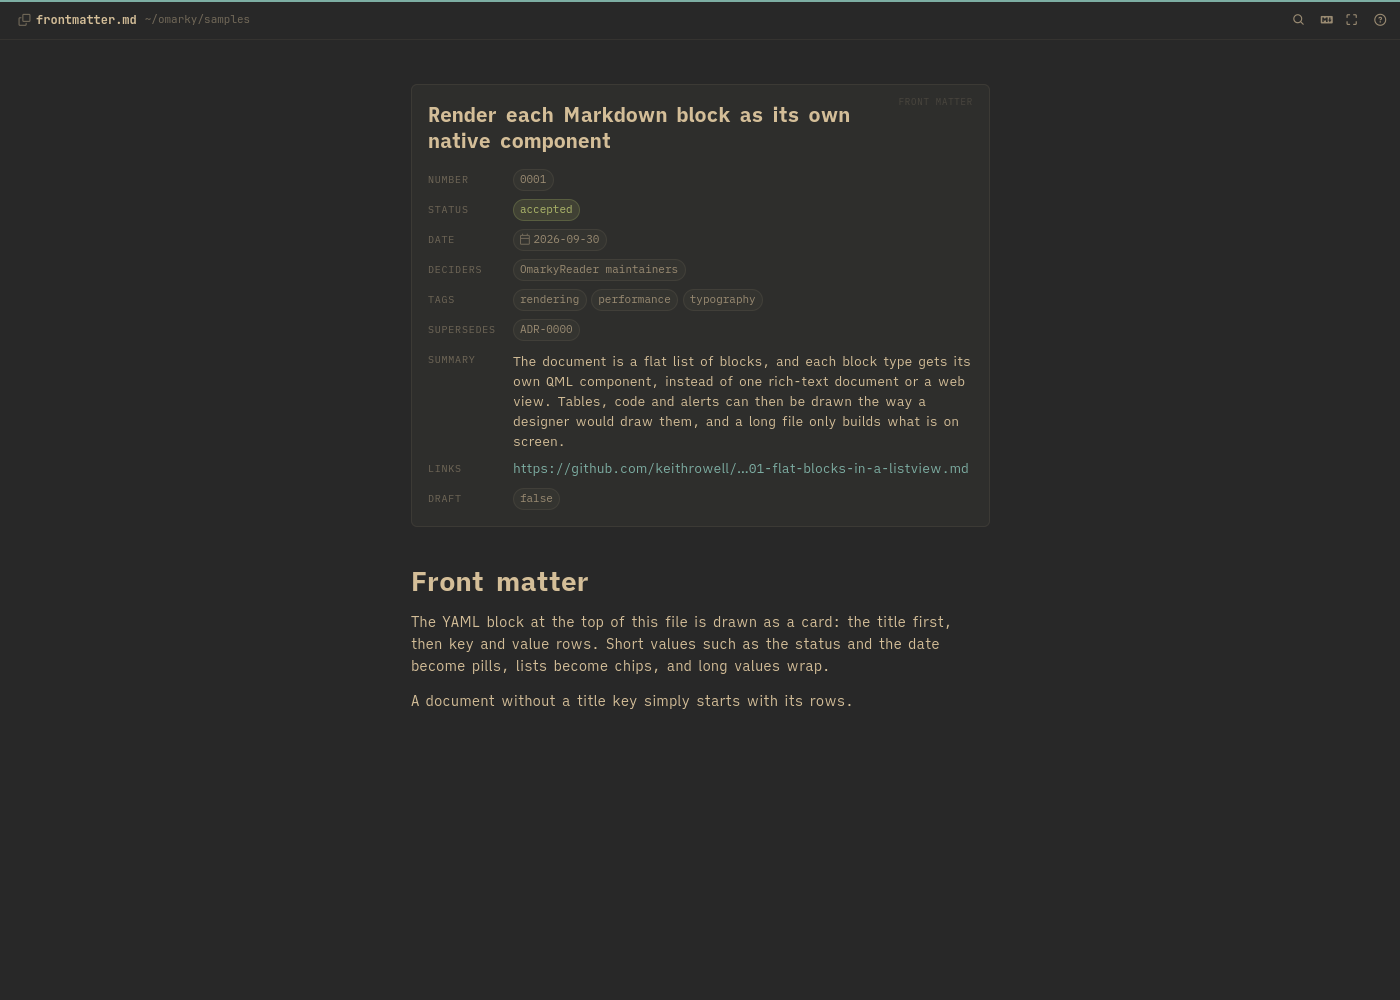 frontmatter.md ~/omarky/samples
FRONT MATTER
Render each Markdown block as its own
native component
NUMBER 0001
STATUS accepted
DATE 2026-09-30
DECIDERS OmarkyReader maintainers
TAGS rendering performance typography
SUPERSEDES ADR-0000
SUMMARY The document is a flat list of blocks, and each block type gets its
own QML component, instead of one rich-text document or a web
view. Tables, code and alerts can then be drawn the way a
designer would draw them, and a long file only builds what is on
screen.
LINKS https://github.com/keithrowell/…01-flat-blocks-in-a-listview.md
DRAFT false
Front matter
The YAML block at the top of this file is drawn as a card: the title first,
then key and value rows. Short values such as the status and the date
become pills, lists become chips, and long values wrap.
A document without a title key simply starts with its rows.